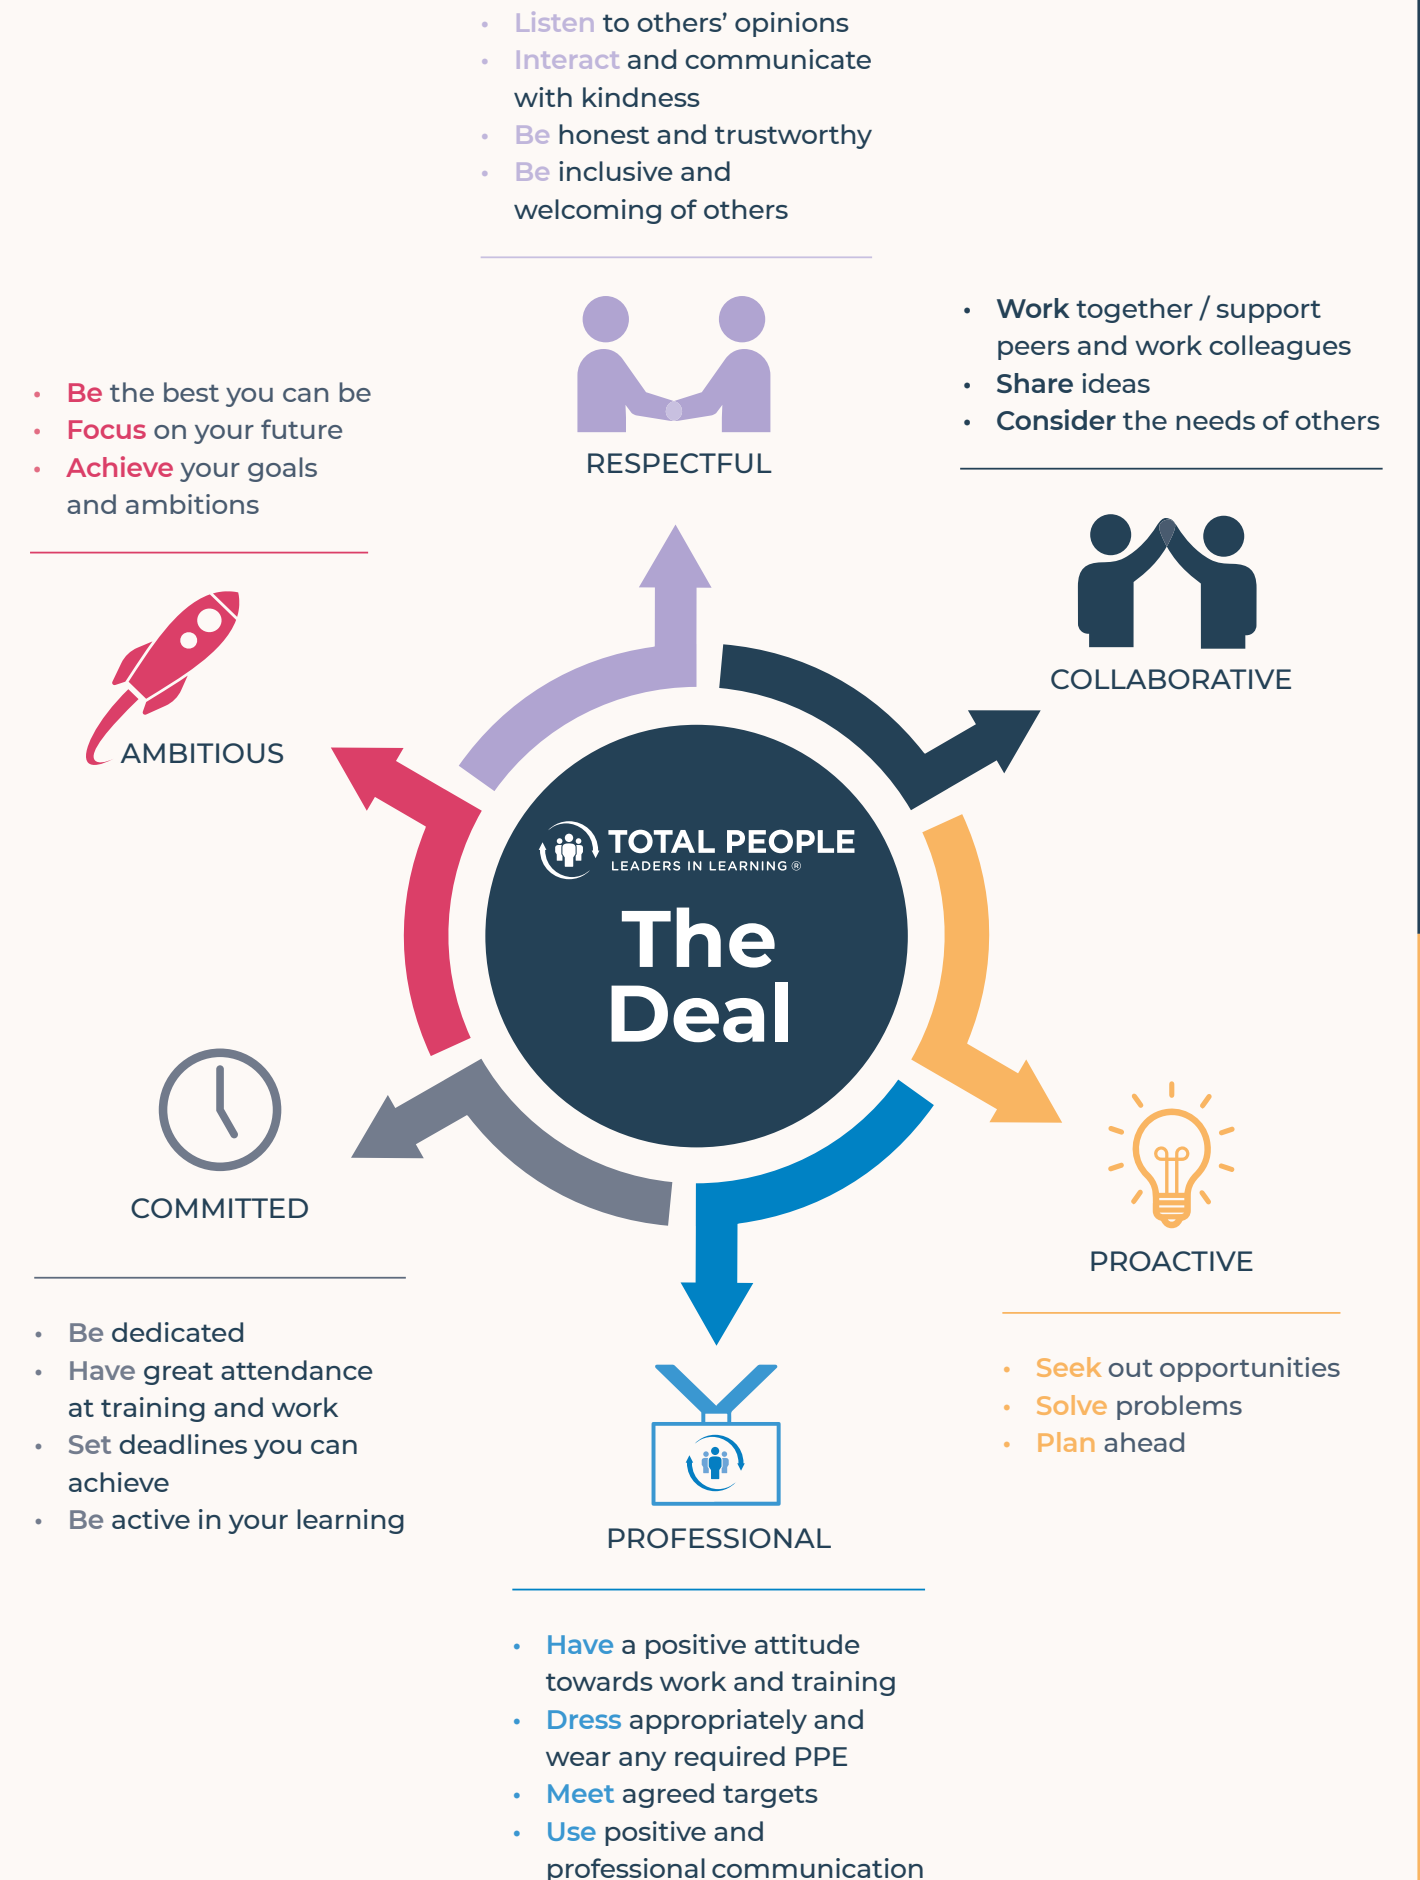 • Listen to others’ opinions
• Interact and communicate
with kindness
• Be honest and trustworthy
• Be inclusive and
welcoming of others
RESPECTFUL
• Work together / support
peers and work colleagues
• Share ideas
• Consider the needs of others
COLLABORATIVE
• Be the best you can be
• Focus on your future
• Achieve your goals
and ambitions
AMBITIOUS
TOTAL PEOPLE
LEADERS IN LEARNING ®
The
Deal
COMMITTED
• Be dedicated
• Have great attendance
at training and work
• Set deadlines you can
achieve
• Be active in your learning
PROACTIVE
• Seek out opportunities
• Solve problems
• Plan ahead
PROFESSIONAL
• Have a positive attitude
towards work and training
• Dress appropriately and
wear any required PPE
• Meet agreed targets
• Use positive and
professional communication